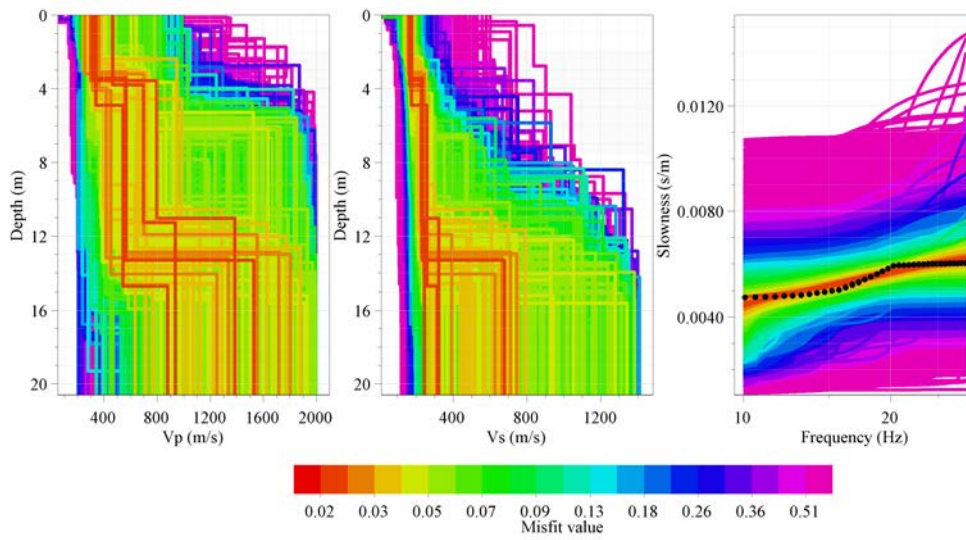 0
4
8
12
16
20
Depth (m)
400 800 1200 1600 2000
Vp (m/s)
0
4
8
12
16
20
Depth (m)
400 800 1200
Vs (m/s)
0.0120
0.0080
0.0040
Slowness (s/m)
10 20
Frequency (Hz)
0.02 0.03 0.05 0.07 0.09 0.13 0.18 0.26 0.36 0.51
Misfit value